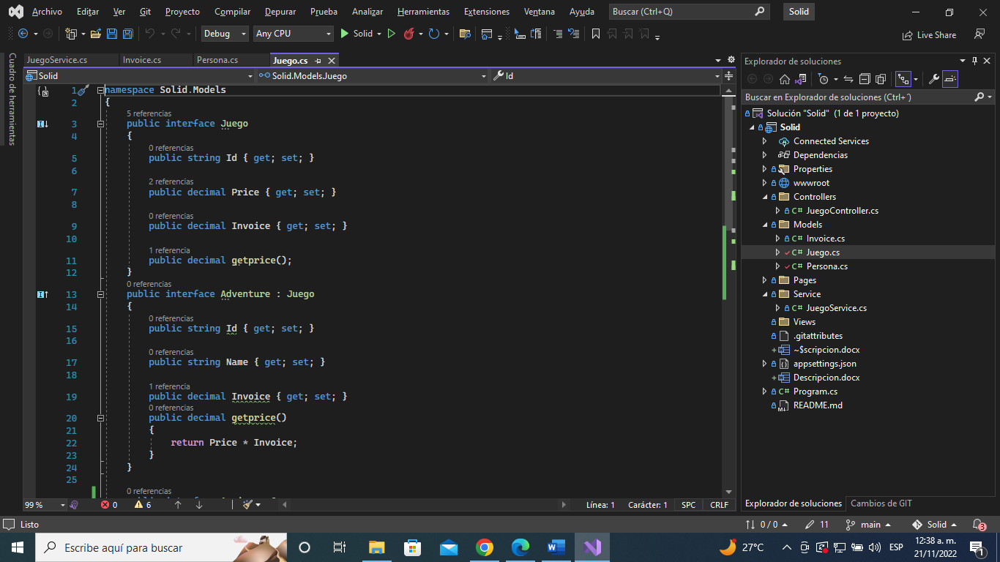 Archivo Editar Ver Git Proyecto Compilar Depurar Prueba Analizar Herramientas Extensiones Ventana Ayuda Buscar (Ctrl+Q) Solid
Debug Any CPU Solid Live Share
Cuadro de herramientas
JuegoService.cs Invoice.cs Persona.cs Juego.cs
Solid Solid.Models.Juego Id
1 namespace Solid.Models
2 {
5 referencias
3 public interface Juego
4 {
0 referencias
5 public string Id { get; set; }
6
2 referencias
7 public decimal Price { get; set; }
8
0 referencias
9 public decimal Invoice { get; set; }
10
1 referencia
11 public decimal getprice();
12 }
0 referencias
13 public interface Adventure : Juego
14 {
0 referencias
15 public string Id { get; set; }
16
0 referencias
17 public string Name { get; set; }
18
1 referencia
19 public decimal Invoice { get; set; }
0 referencias
20 public decimal getprice()
21 {
22 return Price * Invoice;
23 }
24 }
25
0 referencias
99 % 0 6 Línea: 1 Carácter: 1 SPC CRLF
Explorador de soluciones
Buscar en Explorador de soluciones (Ctrl+´)
Solución "Solid" (1 de 1 proyecto)
Solid
Connected Services
Dependencias
Properties
wwwroot
Controllers
C# JuegoController.cs
Models
C# Invoice.cs
C# Juego.cs
C# Persona.cs
Pages
Service
C# JuegoService.cs
Views
.gitattributes
~$scripcion.docx
appsettings.json
Descripcion.docx
C# Program.cs
README.md
Explorador de soluciones Cambios de GIT
Listo 0 / 0 11 main Solid 3
Escribe aquí para buscar 27°C ESP 12:38 a. m.
21/11/2022 1